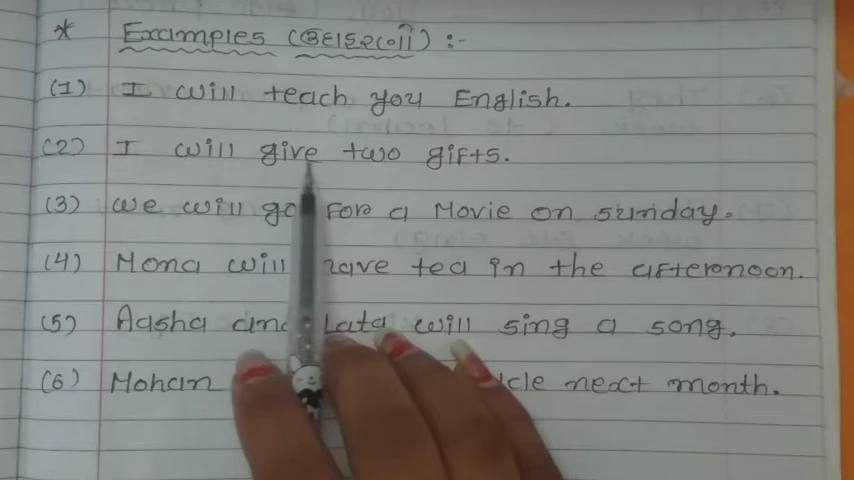 * Examples (ઉદાહરણો) :-
(1) I will teach you English.
(2) I will give two gifts.
(3) We will go For a Movie on sunday.
(4) Mona will have tea in the afternoon.
(5) Aasha and Lata will sing a song.
(6) Mohan next month.